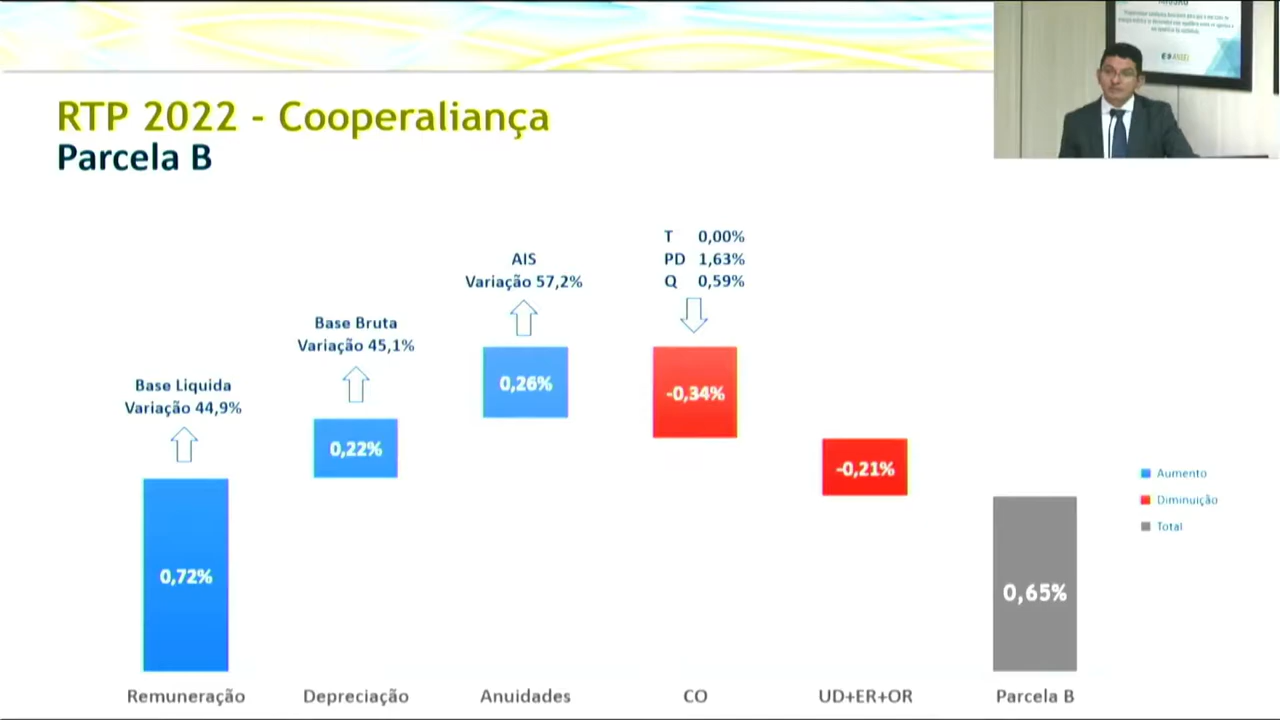 RTP 2022 - Cooperaliança
Parcela B
T 0,00%
PD 1,63%
Q 0,59%
AIS
Variação 57,2%
Base Bruta
Variação 45,1%
Base Liquida
Variação 44,9%
0,72%
0,22%
0,26%
-0,34%
-0,21%
0,65%
Aumento
Diminuição
Total
Remuneração
Depreciação
Anuidades
CO
UD+ER+OR
Parcela B